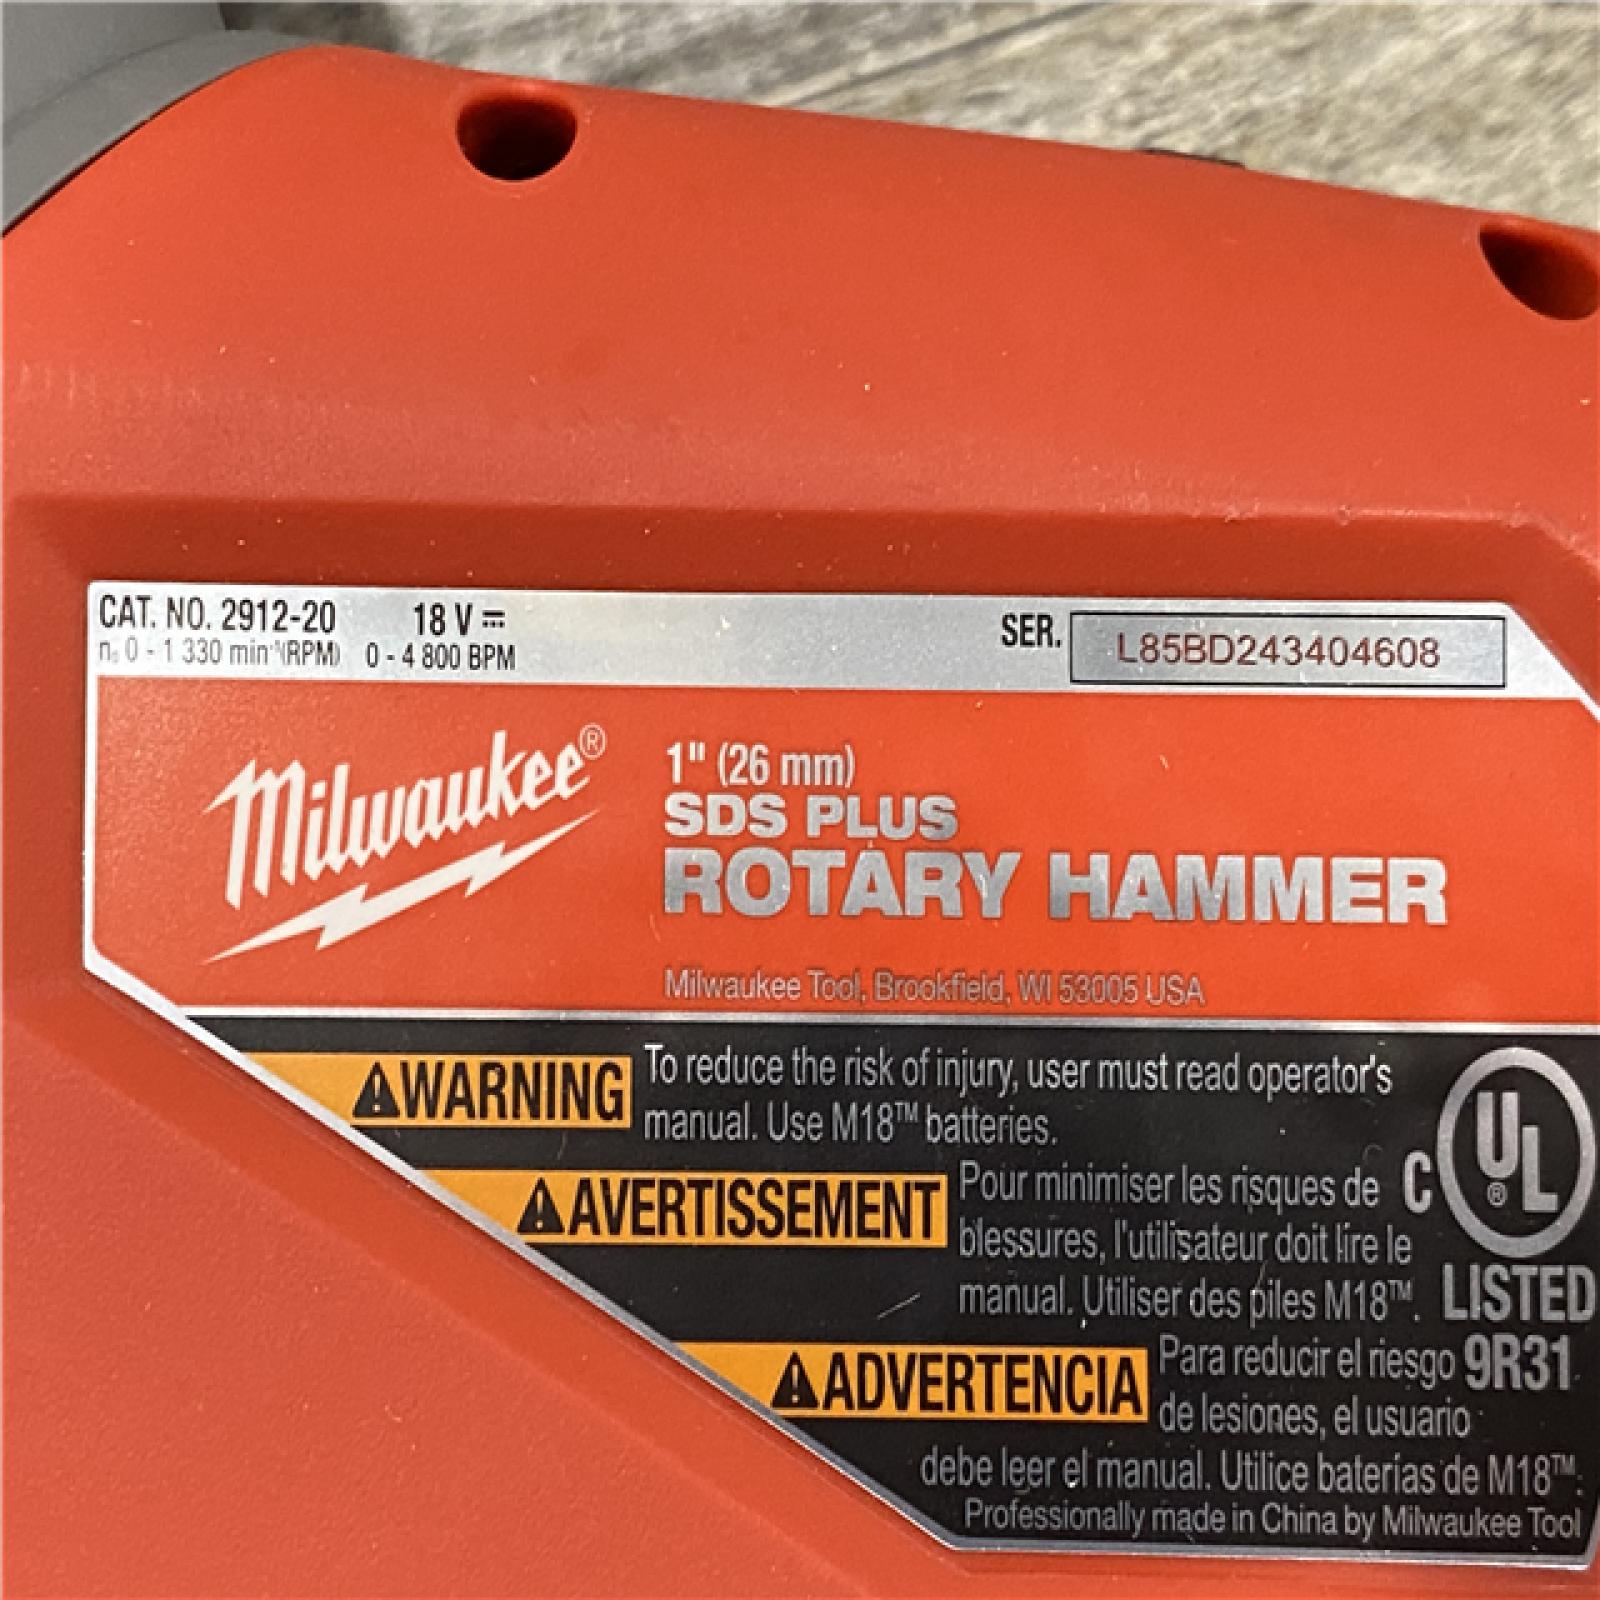 CAT. NO. 2912-20 18 V ⎓ SER. L85BD243404608
n₀ 0 - 1 330 min⁻¹(RPM) 0 - 4 800 BPM
Milwaukee®
1" (26 mm)
SDS PLUS
ROTARY HAMMER
Milwaukee Tool, Brookfield, WI 53005 USA
⚠WARNING To reduce the risk of injury, user must read operator's
manual. Use M18™ batteries.
⚠AVERTISSEMENT Pour minimiser les risques de
blessures, l'utilisateur doit lire le
manual. Utiliser des piles M18™.
⚠ADVERTENCIA Para reducir el riesgo
de lesiones, el usuario
debe leer el manual. Utilice baterías de M18™.
Professionally made in China by Milwaukee Tool
C UL®
LISTED
9R31